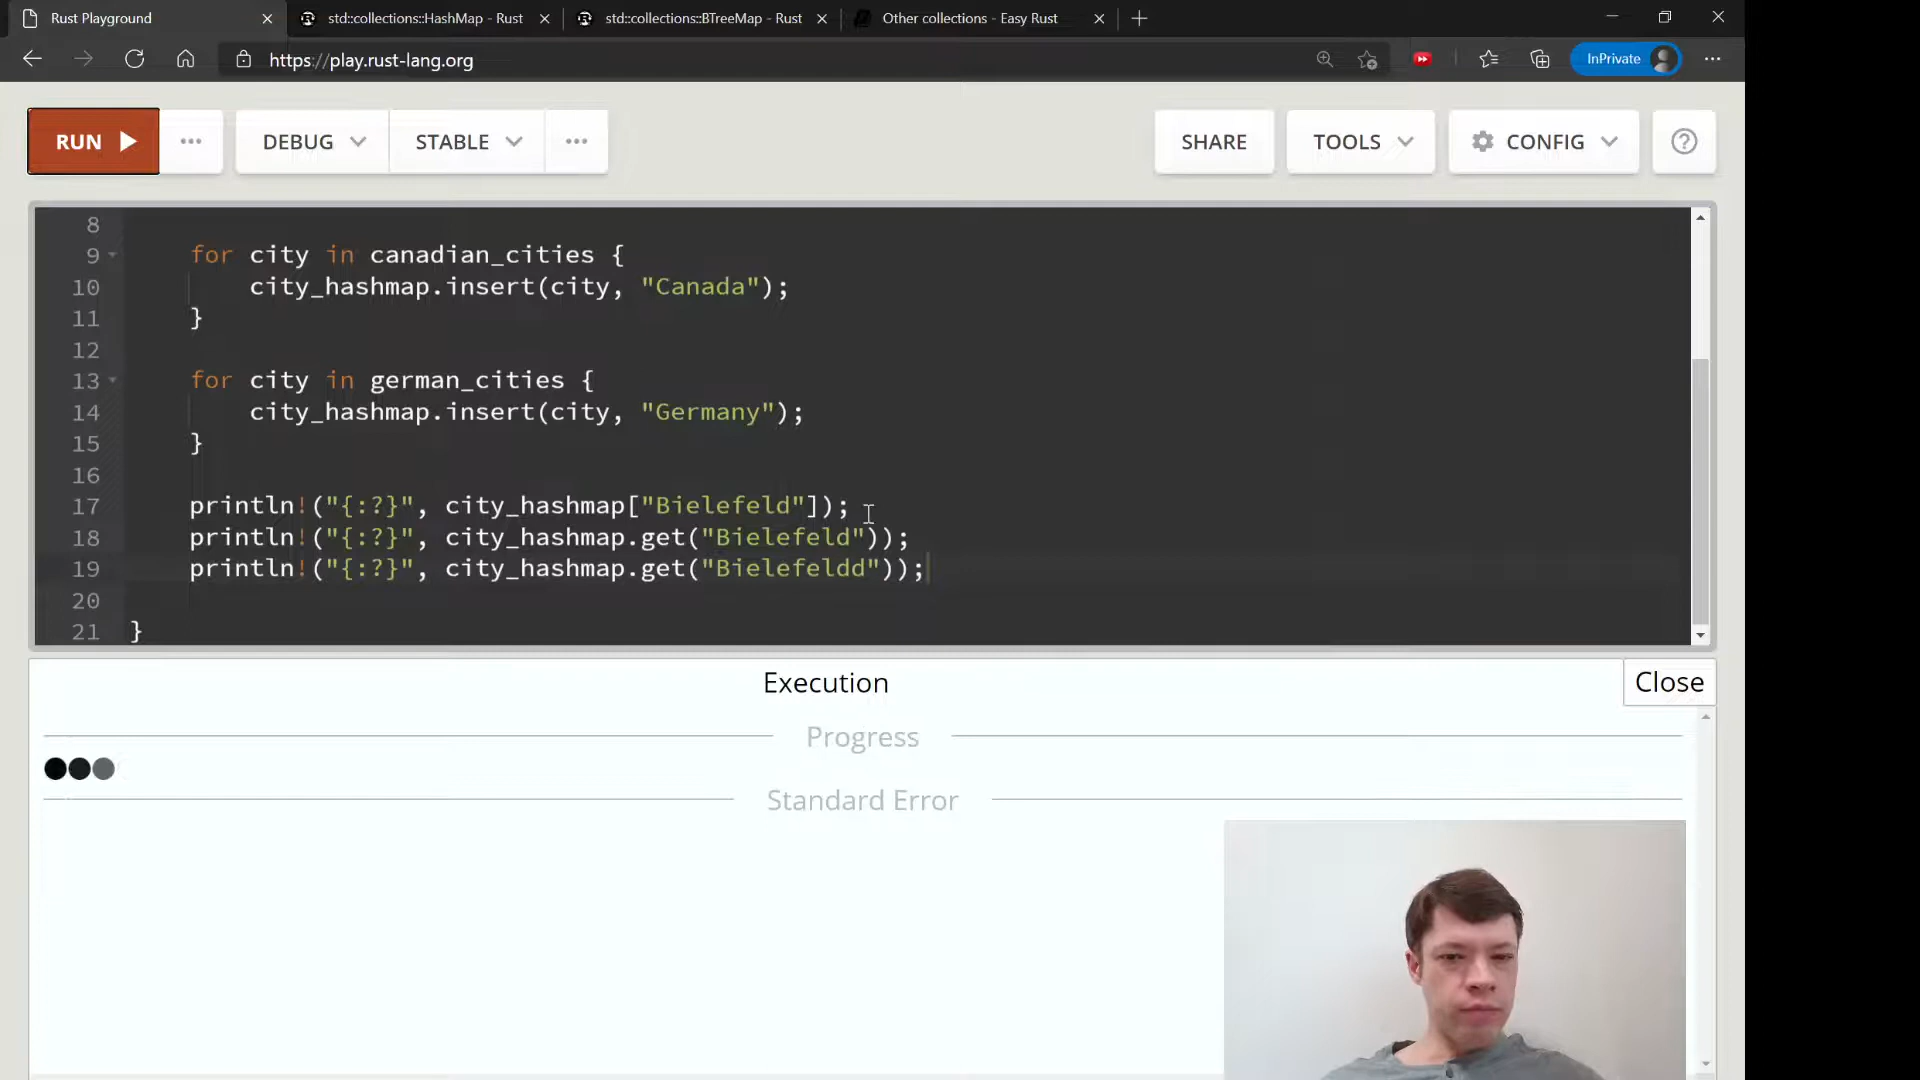 Rust Playground
std::collections::HashMap - Rust
std::collections::BTreeMap - Rust
Other collections - Easy Rust
https://play.rust-lang.org
InPrivate
RUN
DEBUG
STABLE
SHARE
TOOLS
CONFIG
8
9 for city in canadian_cities {
10 city_hashmap.insert(city, "Canada");
11 }
12
13 for city in german_cities {
14 city_hashmap.insert(city, "Germany");
15 }
16
17 println!("{:?}", city_hashmap["Bielefeld"]);
18 println!("{:?}", city_hashmap.get("Bielefeld"));
19 println!("{:?}", city_hashmap.get("Bielefeldd"));
20
21 }
Execution
Close
Progress
Standard Error